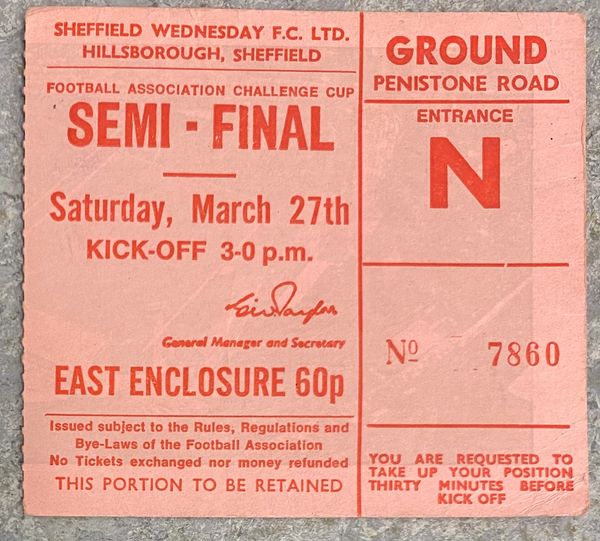 SHEFFIELD WEDNESDAY F.C. LTD.
HILLSBOROUGH, SHEFFIELD
FOOTBALL ASSOCIATION CHALLENGE CUP
SEMI - FINAL
Saturday, March 27th
KICK-OFF 3-0 p.m.
General Manager and Secretary
EAST ENCLOSURE 60p
Issued subject to the Rules, Regulations and
Bye-Laws of the Football Association
No Tickets exchanged nor money refunded
THIS PORTION TO BE RETAINED
GROUND
PENISTONE ROAD
ENTRANCE
N
Nº 7860
YOU ARE REQUESTED TO
TAKE UP YOUR POSITION
THIRTY MINUTES BEFORE
KICK OFF